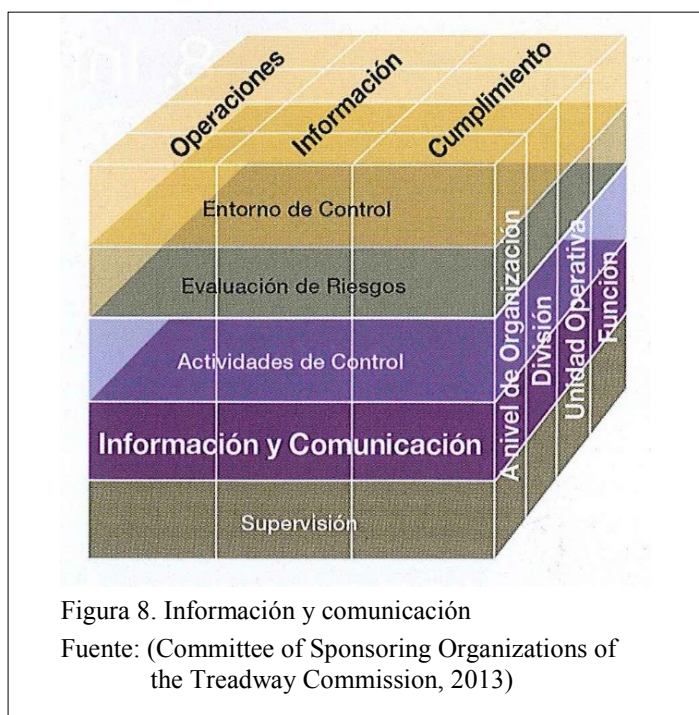 Operaciones
Información
Cumplimiento
Entorno de Control
Evaluación de Riesgos
Actividades de Control
Información y Comunicación
Supervisión
A nivel de Organización
División
Unidad Operativa
Función
Figura 8. Información y comunicación
Fuente: (Committee of Sponsoring Organizations of
the Treadway Commission, 2013)